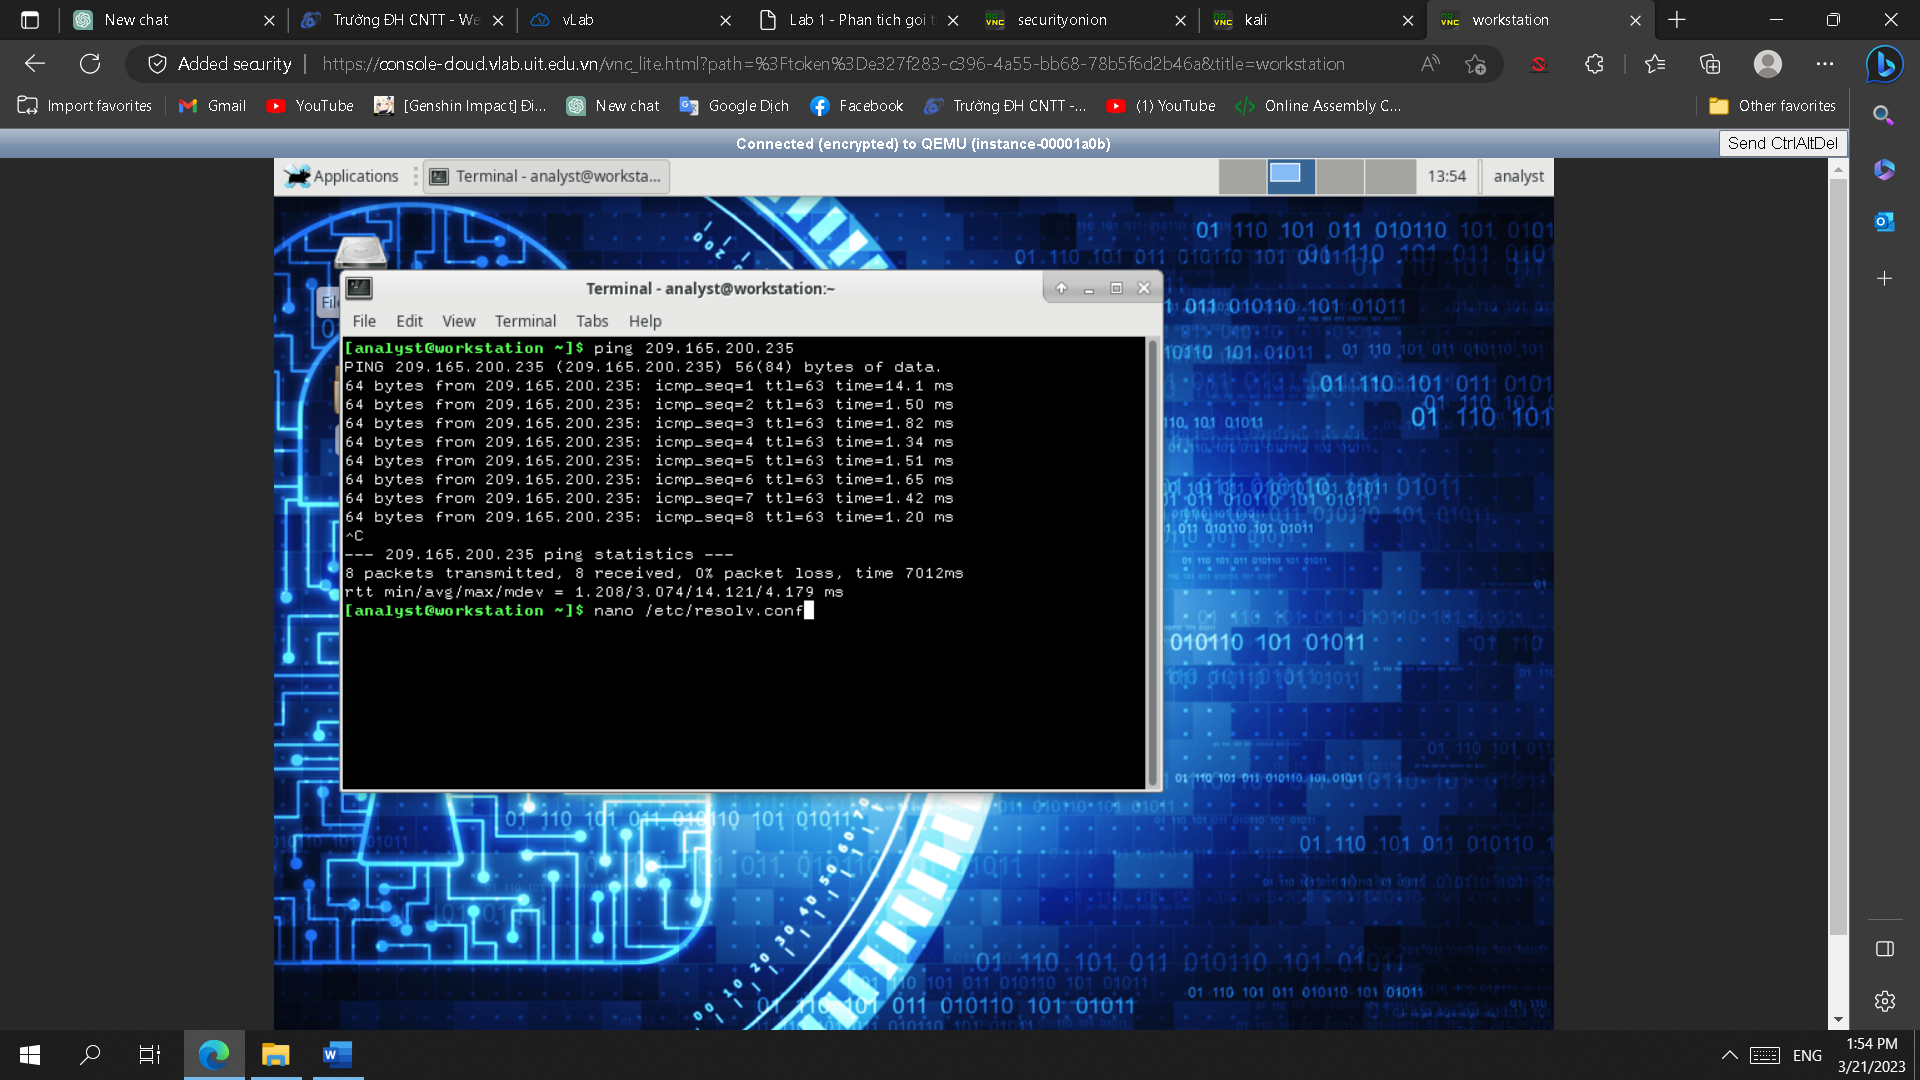 New chat
Trường ĐH CNTT - We
vLab
Lab 1 - Phan tich goi t
securityonion
kali
workstation
Added security
https://console-cloud.vlab.uit.edu.vn/vnc_lite.html?path=%3Ftoken%3De327f283-c396-4a55-bb68-78b5f6d2b46a&title=workstation
Import favorites
Gmail
YouTube
[Genshin Impact] Đi...
New chat
Google Dịch
Facebook
Trường ĐH CNTT -...
(1) YouTube
Online Assembly C...
Other favorites
Connected (encrypted) to QEMU (instance-00001a0b)
Send CtrlAltDel
Applications
Terminal - analyst@worksta...
13:54
analyst
Terminal - analyst@workstation:~
File Edit View Terminal Tabs Help
[analyst@workstation ~]$ ping 209.165.200.235
PING 209.165.200.235 (209.165.200.235) 56(84) bytes of data.
64 bytes from 209.165.200.235: icmp_seq=1 ttl=63 time=14.1 ms
64 bytes from 209.165.200.235: icmp_seq=2 ttl=63 time=1.50 ms
64 bytes from 209.165.200.235: icmp_seq=3 ttl=63 time=1.82 ms
64 bytes from 209.165.200.235: icmp_seq=4 ttl=63 time=1.34 ms
64 bytes from 209.165.200.235: icmp_seq=5 ttl=63 time=1.51 ms
64 bytes from 209.165.200.235: icmp_seq=6 ttl=63 time=1.65 ms
64 bytes from 209.165.200.235: icmp_seq=7 ttl=63 time=1.42 ms
64 bytes from 209.165.200.235: icmp_seq=8 ttl=63 time=1.20 ms
^C
--- 209.165.200.235 ping statistics ---
8 packets transmitted, 8 received, 0% packet loss, time 7012ms
rtt min/avg/max/mdev = 1.208/3.074/14.121/4.179 ms
[analyst@workstation ~]$ nano /etc/resolv.conf
ENG
1:54 PM
3/21/2023